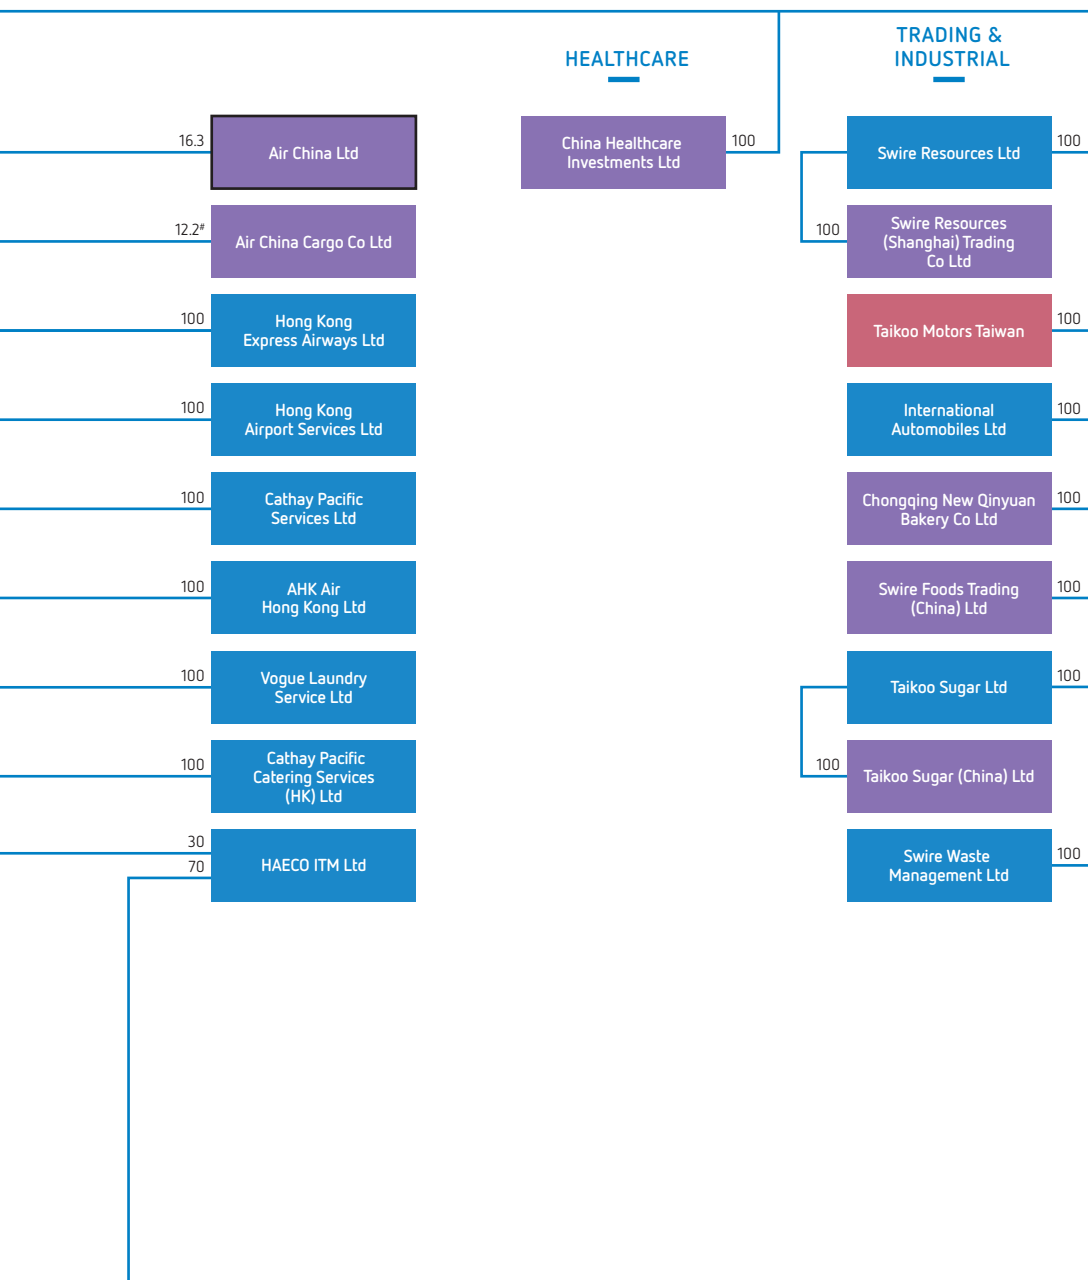 HEALTHCARE
TRADING &
INDUSTRIAL
16.3
Air China Ltd
12.2#
Air China Cargo Co Ltd
100
Hong Kong
Express Airways Ltd
100
Hong Kong
Airport Services Ltd
100
Cathay Pacific
Services Ltd
100
AHK Air
Hong Kong Ltd
100
Vogue Laundry
Service Ltd
100
Cathay Pacific
Catering Services
(HK) Ltd
30
70
HAECO ITM Ltd
China Healthcare
Investments Ltd
100
Swire Resources Ltd
100
100
Swire Resources
(Shanghai) Trading
Co Ltd
Taikoo Motors Taiwan
100
International
Automobiles Ltd
100
Chongqing New Qinyuan
Bakery Co Ltd
100
Swire Foods Trading
(China) Ltd
100
Taikoo Sugar Ltd
100
100
Taikoo Sugar (China) Ltd
Swire Waste
Management Ltd
100